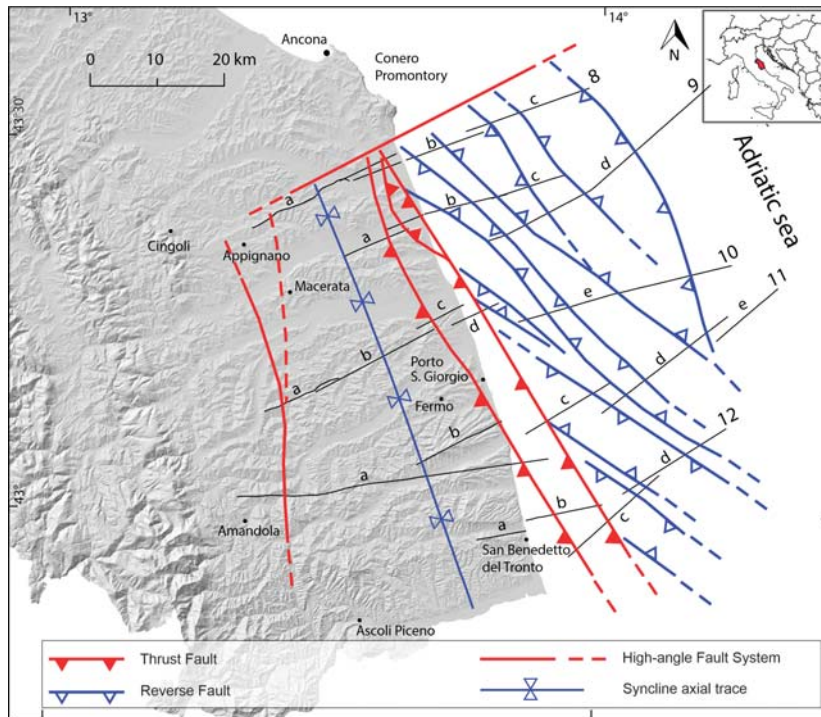 13°
14°
0 10 20 km
Ancona
Conero
Promontory
N
43°30'
8
9
c
b
d
c
Adriatic sea
a
b
Cingoli
Appignano
a
10
11
Macerata
e
e
c
d
b
d
Porto
S. Giorgio
a
Fermo
c
12
b
d
a
43°
b
Amandola
a
c
San Benedetto
del Tronto
Ascoli Piceno
Thrust Fault
High-angle Fault System
Reverse Fault
Syncline axial trace